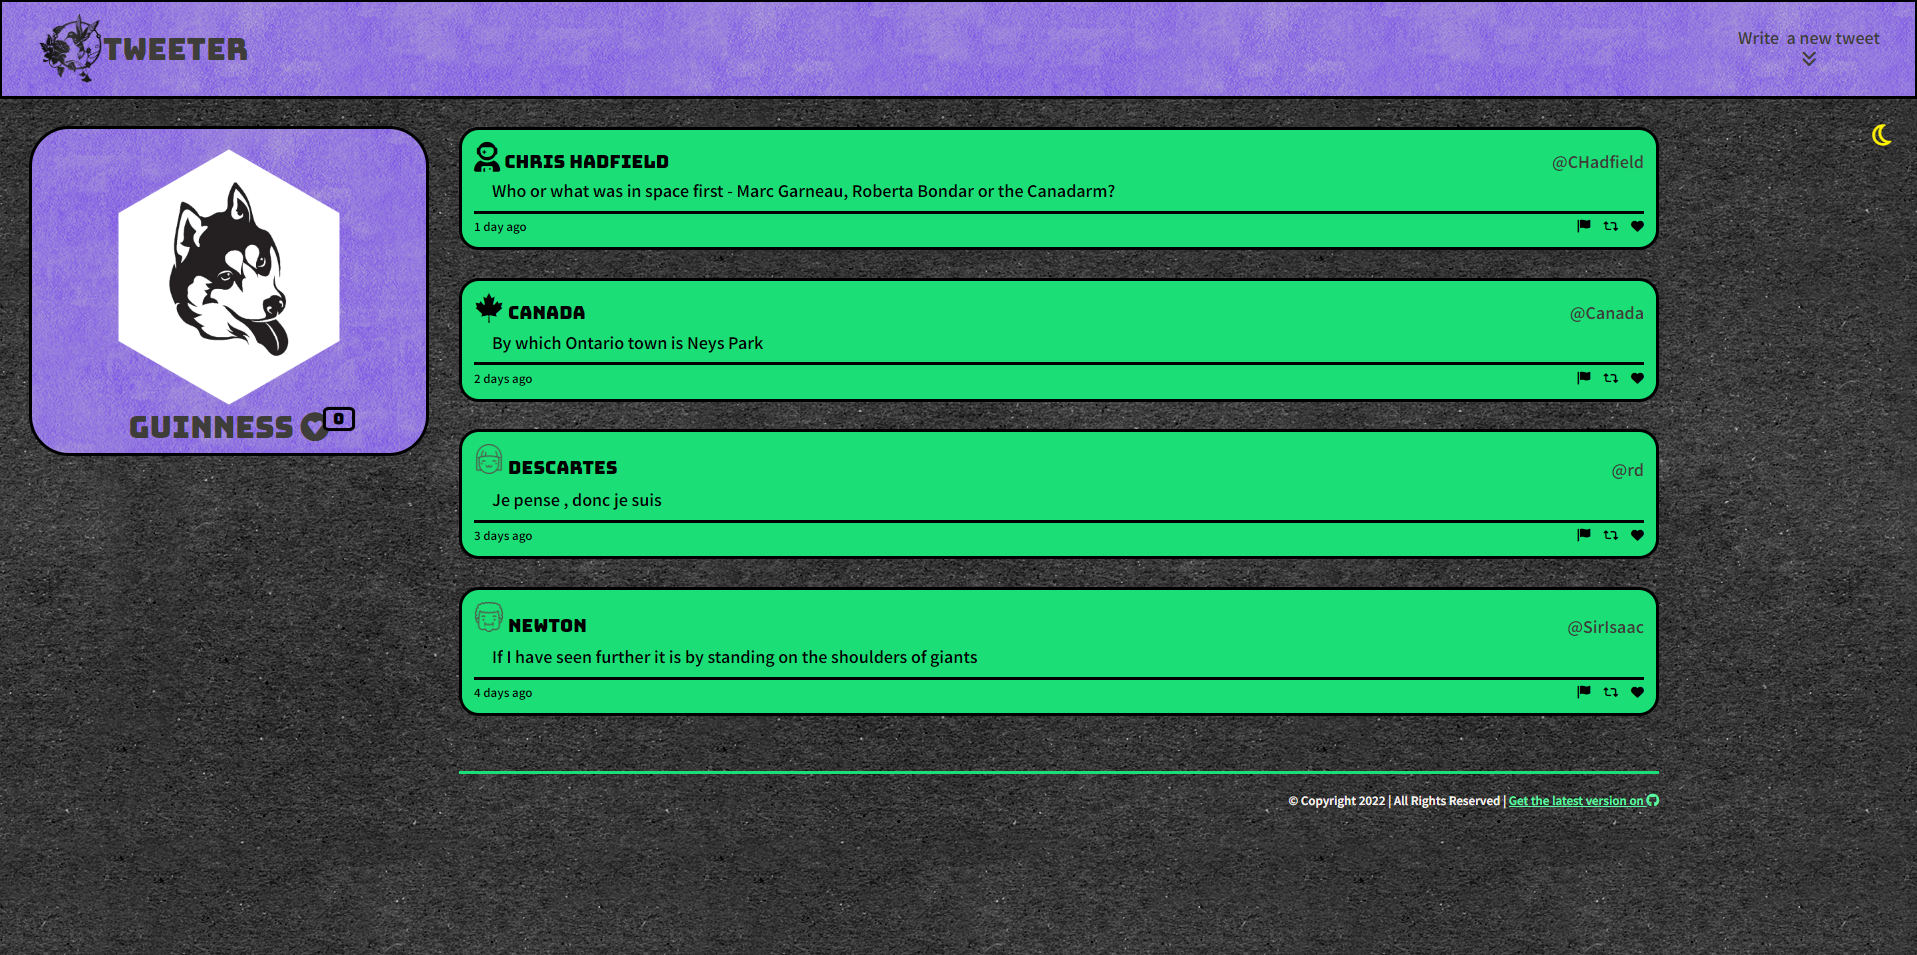 TWEETER
Write a new tweet
GUINNESS 0
CHRIS HADFIELD @CHadfield
Who or what was in space first - Marc Garneau, Roberta Bondar or the Canadarm?
1 day ago
CANADA @Canada
By which Ontario town is Neys Park
2 days ago
DESCARTES @rd
Je pense , donc je suis
3 days ago
NEWTON @SirIsaac
If I have seen further it is by standing on the shoulders of giants
4 days ago
© Copyright 2022 | All Rights Reserved | Get the latest version on